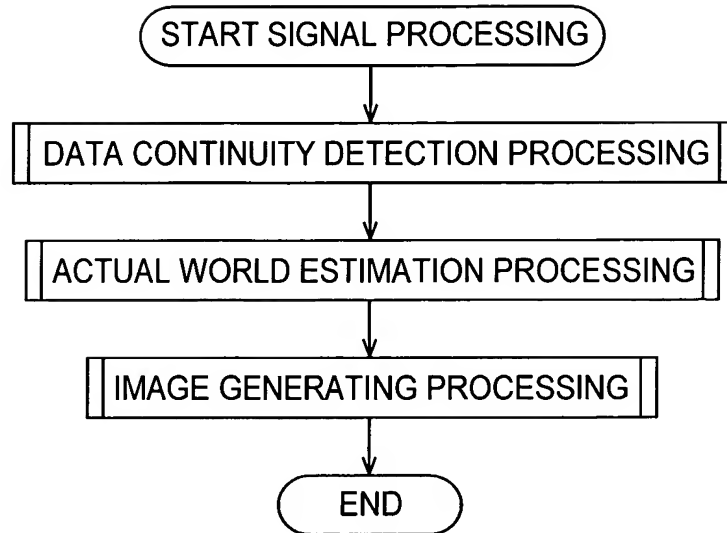 START SIGNAL PROCESSING
DATA CONTINUITY DETECTION PROCESSING
ACTUAL WORLD ESTIMATION PROCESSING
IMAGE GENERATING PROCESSING
END